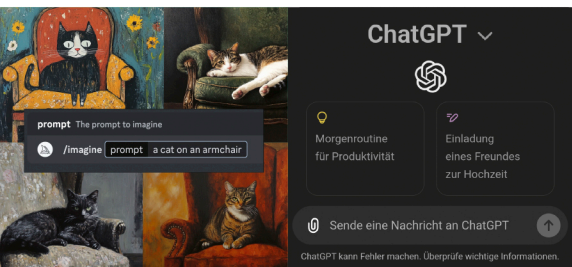 prompt The prompt to imagine
/imagine prompt a cat on an armchair
ChatGPT
Morgenroutine
für Produktivität
Einladung
eines Freundes
zur Hochzeit
Sende eine Nachricht an ChatGPT
ChatGPT kann Fehler machen. Überprüfe wichtige Informationen.